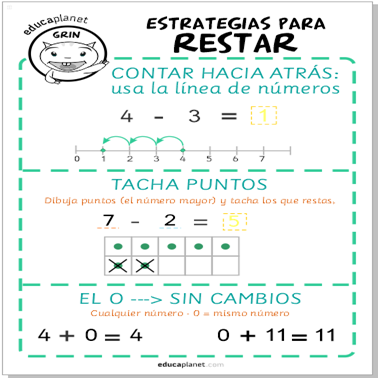 educaplanet
GRIN
ESTRATEGIAS PARA
RESTAR
CONTAR HACIA ATRÁS:
usa la línea de números
4 - 3 = 1
0 1 2 3 4 5 6 7
TACHA PUNTOS
Dibuja puntos (el número mayor) y tacha los que restas.
7 - 2 = 5
EL 0 ---> SIN CAMBIOS
Cualquier número - 0 = mismo número
4 + 0 = 4 0 + 11 = 11
educaplanet.com